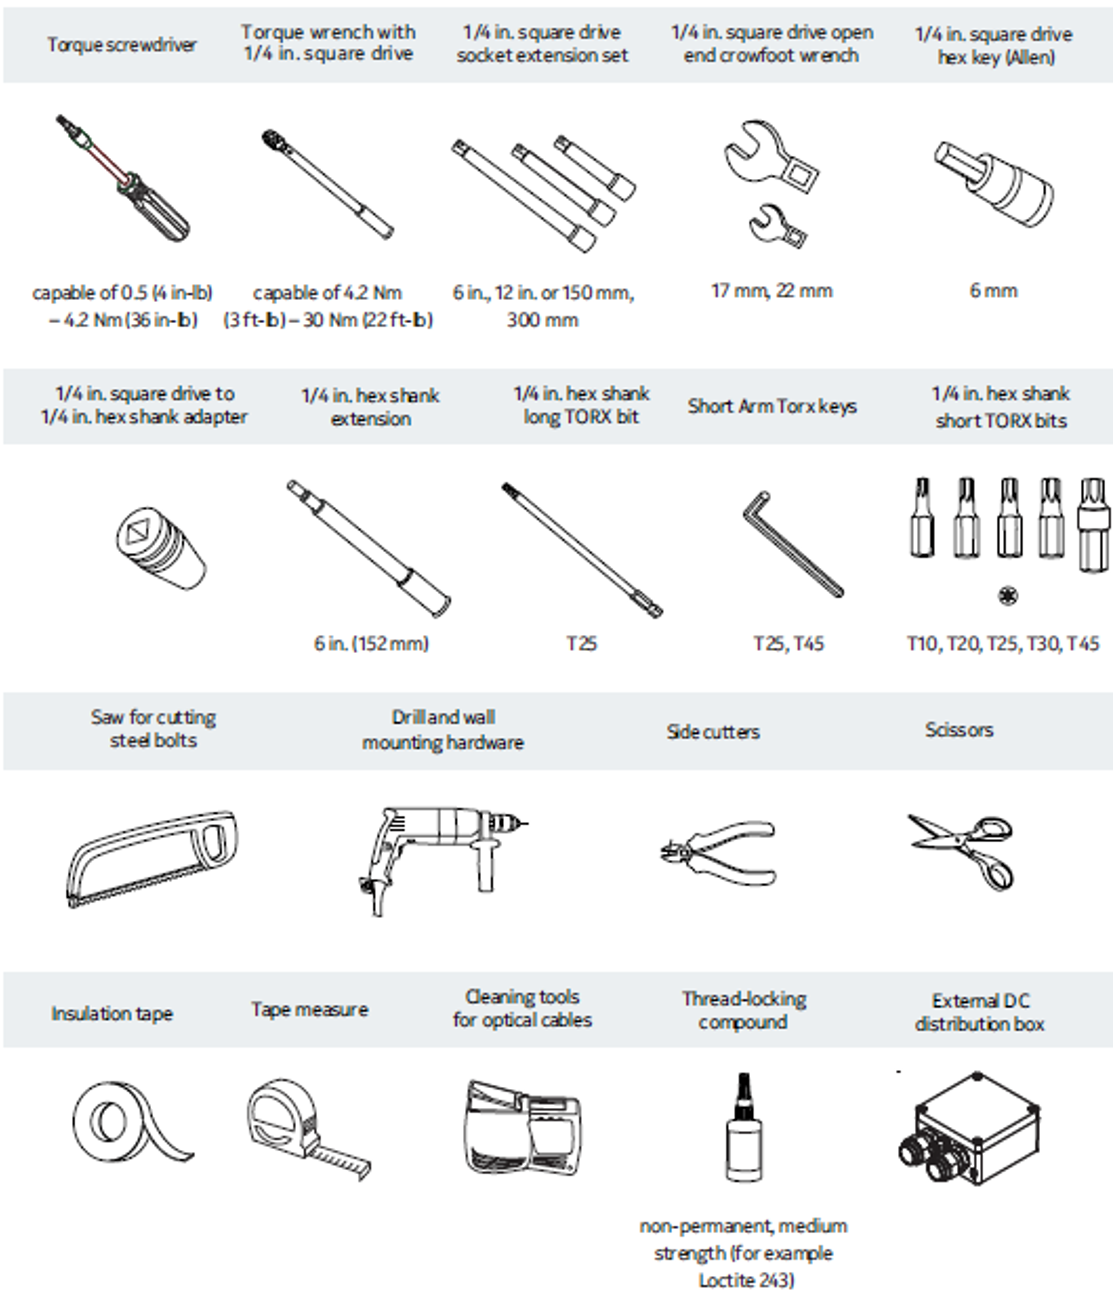 Torque screwdriver
Torque wrench with
1/4 in. square drive
1/4 in. square drive
socket extension set
1/4 in. square drive open
end crowfoot wrench
1/4 in. square drive
hex key (Allen)
capable of 0.5 (4 in-lb)
– 4.2 Nm (36 in-lb)
capable of 4.2 Nm
(3 ft-lb) – 30 Nm (22 ft-lb)
6 in., 12 in. or 150 mm,
300 mm
17 mm, 22 mm
6 mm
1/4 in. square drive to
1/4 in. hex shank adapter
1/4 in. hex shank
extension
1/4 in. hex shank
long TORX bit
Short Arm Torx keys
1/4 in. hex shank
short TORX bits
6 in. (152 mm)
T25
T25, T45
T10, T20, T25, T30, T45
Saw for cutting
steel bolts
Drill and wall
mounting hardware
Side cutters
Scissors
Insulation tape
Tape measure
Cleaning tools
for optical cables
Thread-locking
compound
External DC
distribution box
non-permanent, medium
strength (for example
Loctite 243)